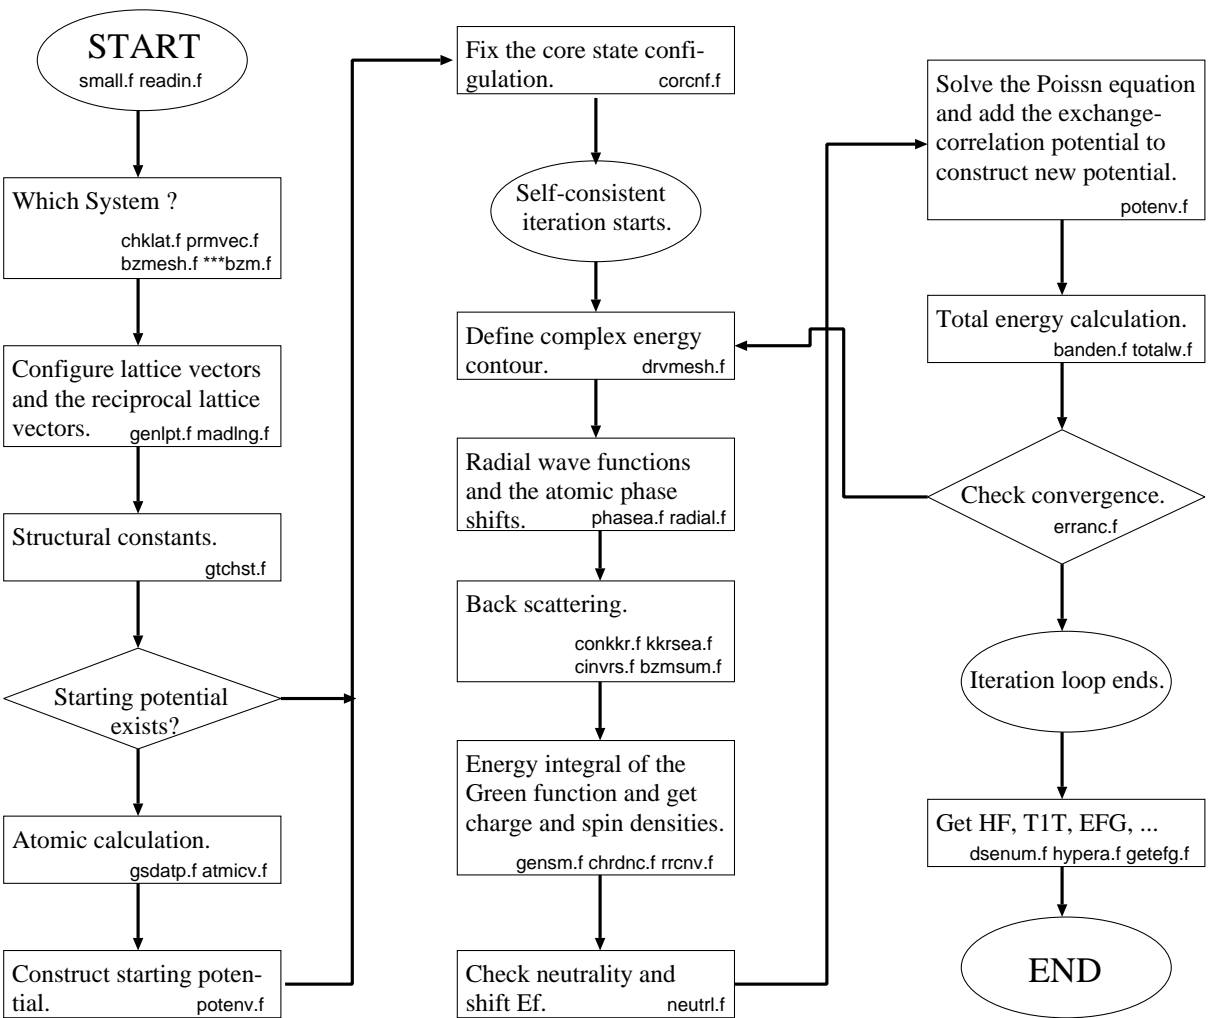 START
small.f readin.f
Which System ?
chklat.f prmvec.f
bzmesh.f ***bzm.f
Configure lattice vectors
and the reciprocal lattice
vectors. genlpt.f madlng.f
Structural constants.
gtchst.f
Starting potential
exists?
Atomic calculation.
gsdatp.f atmicv.f
Construct starting poten-
tial. potenv.f
Fix the core state confi-
gulation. corcnf.f
Self-consistent
iteration starts.
Define complex energy
contour. drvmesh.f
Radial wave functions
and the atomic phase
shifts. phasea.f radial.f
Back scattering.
conkkr.f kkrsea.f
cinvrs.f bzmsum.f
Energy integral of the
Green function and get
charge and spin densities.
gensm.f chrdnc.f rrcnv.f
Check neutrality and
shift Ef. neutrl.f
Solve the Poissn equation
and add the exchange-
correlation potential to
construct new potential.
potenv.f
Total energy calculation.
banden.f totalw.f
Check convergence.
erranc.f
Iteration loop ends.
Get HF, T1T, EFG, ...
dsenum.f hypera.f getefg.f
END